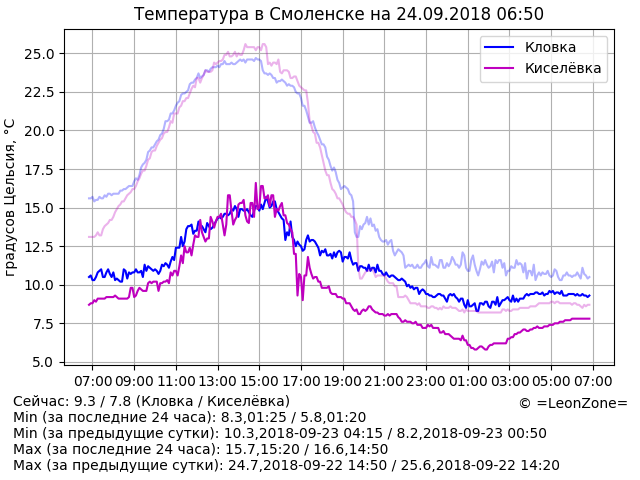 Температура в Смоленске на 24.09.2018 06:50
Кловка
Киселёвка
градусов Цельсия, °C
25.0
22.5
20.0
17.5
15.0
12.5
10.0
7.5
5.0
07:00 09:00 11:00 13:00 15:00 17:00 19:00 21:00 23:00 01:00 03:00 05:00 07:00
Сейчас: 9.3 / 7.8 (Кловка / Киселёвка)
© =LeonZone=
Min (за последние 24 часа): 8.3,01:25 / 5.8,01:20
Min (за предыдущие сутки): 10.3,2018-09-23 04:15 / 8.2,2018-09-23 00:50
Max (за последние 24 часа): 15.7,15:20 / 16.6,14:50
Max (за предыдущие сутки): 24.7,2018-09-22 14:50 / 25.6,2018-09-22 14:20